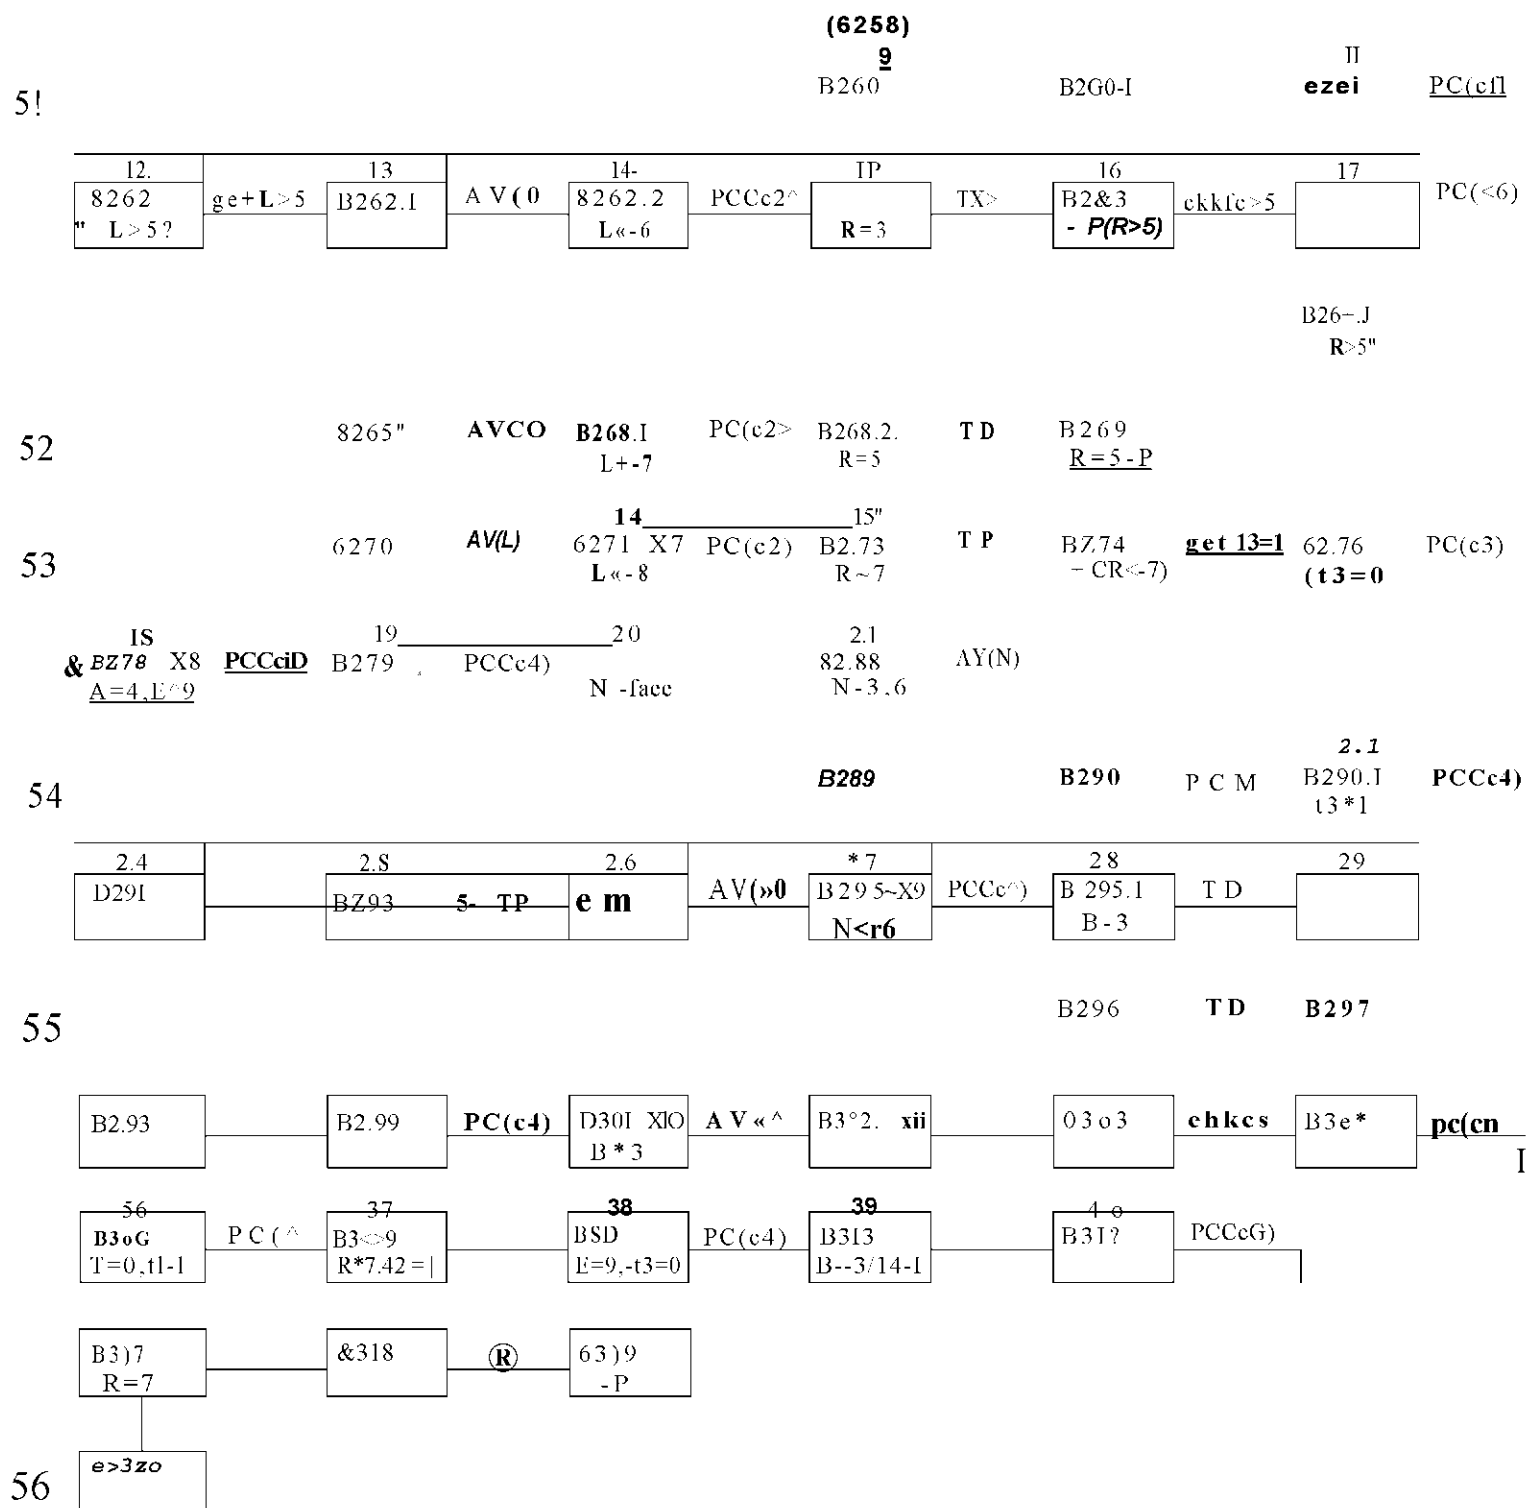 (6258)
9 II
5! B260 B2G0-I ezei PC(cfl
12. 13 14- IP 16 17
8262 ge+L>5 B262.I AV(0 8262.2 PCCc2^ TX> B2&3 ckkfc>5 PC(<6)
" L>5? L«-6 R=3 - P(R>5)
B26-.J
R>5"
52 8265" AVCO B268.I PC(c2> B268.2. TD B269
L+-7 R=5 R=5-P
14 15"
53 6270 AV(L) 6271 X7 PC(c2) B2.73 TP BZ74 get 13=1 62.76 PC(c3)
L«-8 R~7 - CR<-7) (t3=0
IS 19 20 2.1
& BZ78 X8 PCCciD B279 PCCc4) 82.88 AY(N)
A=4,E^9 N -face N-3,6
2.1
54 B289 B290 PCM B290.I PCCc4)
t3*1
2.4 2.S 2.6 *7 28 29
D29I BZ93 5- TP em AV(»0 B295~X9 PCCc^) B 295.1 TD
N<r6 B-3
55 B296 TD B297
B2.93 B2.99 PC(c4) D30I XlO AV«^ B3°2. xii 03o3 ehkcs B3e* pc(cn
B*3 I
56 37 38 39 4 o
B3oG PC(^ B3<>9 BSD PC(c4) B3I3 B3I? PCCcG)
T=0,t1-1 R*7.42=| E=9,-t3=0 B--3/14-I
B3)7 &318 ® 63)9
R=7 -P
56 e>3zo